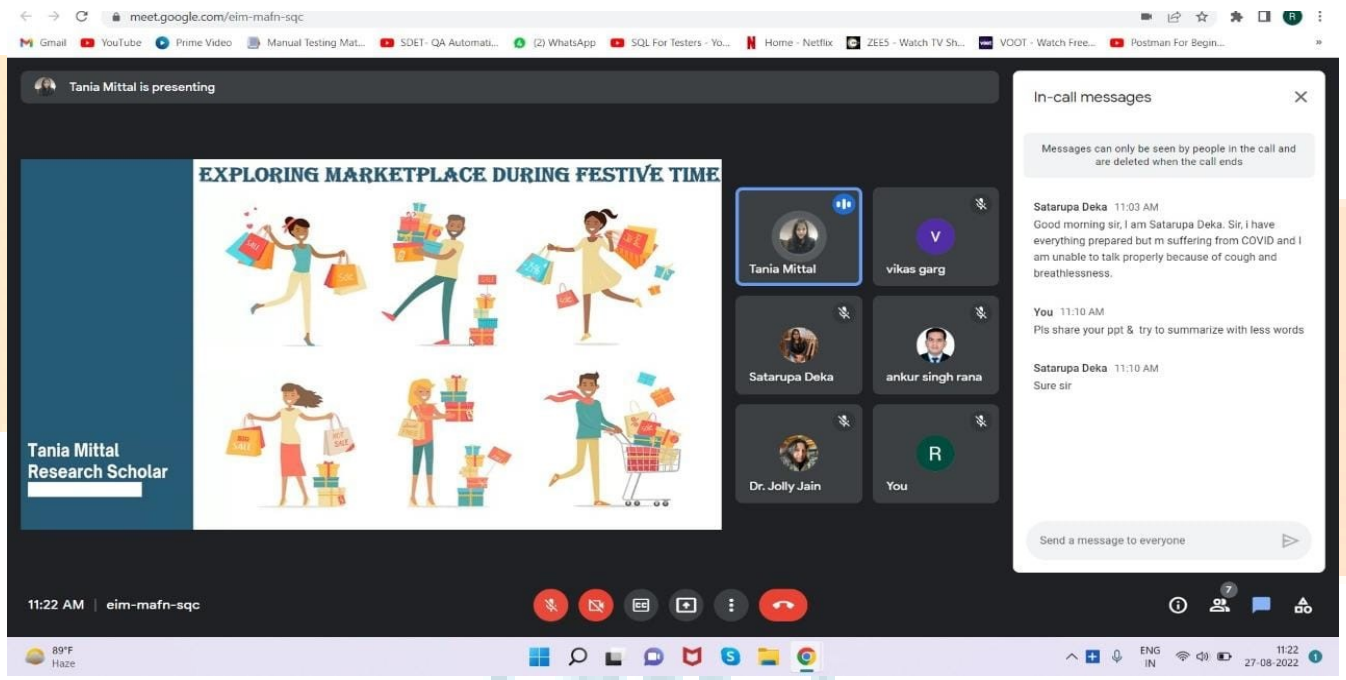 meet.google.com/eim-mafn-sqc
R
Gmail
YouTube
Prime Video
Manual Testing Mat...
SDET- QA Automati...
(2) WhatsApp
SQL For Testers - Yo...
Home - Netflix
ZEE5 - Watch TV Sh...
VOOT - Watch Free...
Postman For Begin...
»
Tania Mittal is presenting
EXPLORING MARKETPLACE DURING FESTIVE TIME
SALE
Tania Mittal
Research Scholar
BIG
SALE
HOT
SALE
Tania Mittal
V
vikas garg
Satarupa Deka
ankur singh rana
Dr. Jolly Jain
R
You
In-call messages
Messages can only be seen by people in the call and
are deleted when the call ends
Satarupa Deka 11:03 AM
Good morning sir, I am Satarupa Deka. Sir, i have
everything prepared but m suffering from COVID and I
am unable to talk properly because of cough and
breathlessness.
You 11:10 AM
Pls share your ppt & try to summarize with less words
Satarupa Deka 11:10 AM
Sure sir
Send a message to everyone
11:22 AM | eim-mafn-sqc
CC
7
89°F
Haze
ENG
IN
11:22
27-08-2022
1